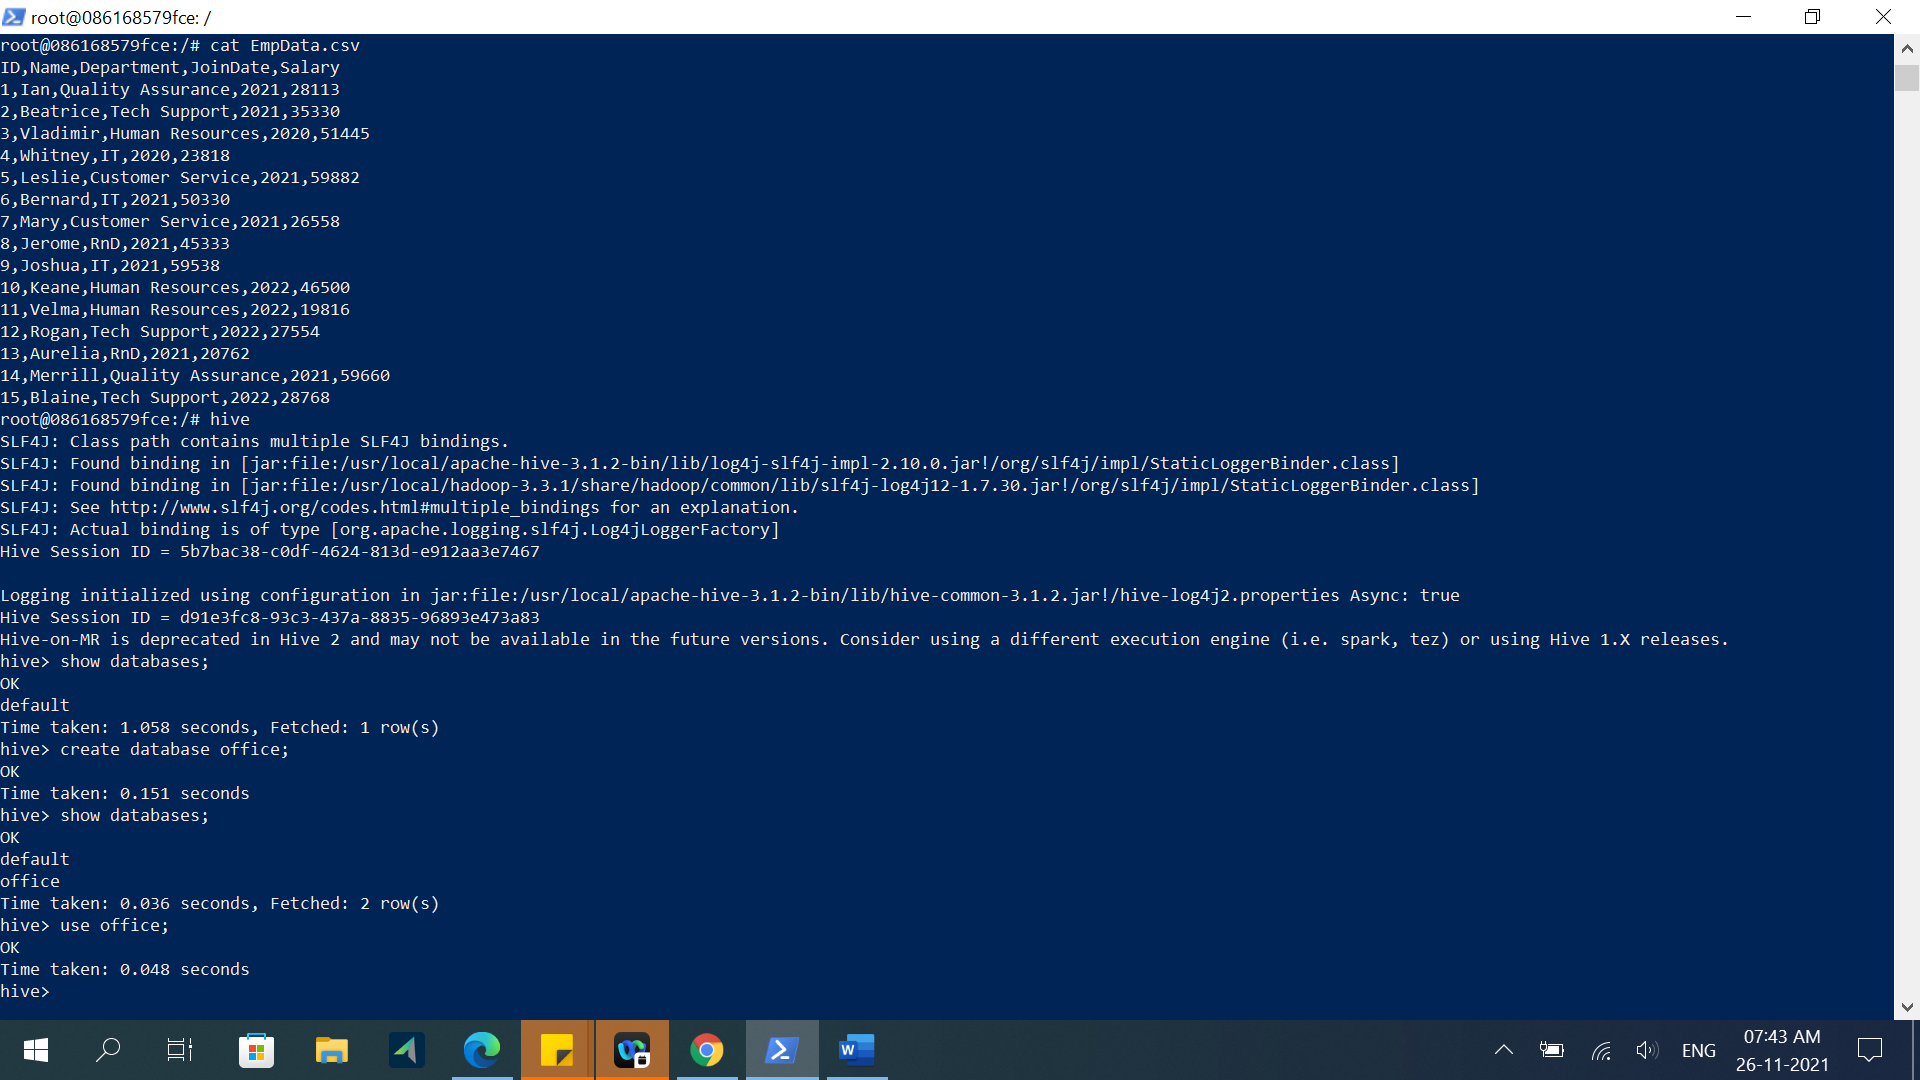 root@086168579fce: /
root@086168579fce:/# cat EmpData.csv
ID,Name,Department,JoinDate,Salary
1,Ian,Quality Assurance,2021,28113
2,Beatrice,Tech Support,2021,35330
3,Vladimir,Human Resources,2020,51445
4,Whitney,IT,2020,23818
5,Leslie,Customer Service,2021,59882
6,Bernard,IT,2021,50330
7,Mary,Customer Service,2021,26558
8,Jerome,RnD,2021,45333
9,Joshua,IT,2021,59538
10,Keane,Human Resources,2022,46500
11,Velma,Human Resources,2022,19816
12,Rogan,Tech Support,2022,27554
13,Aurelia,RnD,2021,20762
14,Merrill,Quality Assurance,2021,59660
15,Blaine,Tech Support,2022,28768
root@086168579fce:/# hive
SLF4J: Class path contains multiple SLF4J bindings.
SLF4J: Found binding in [jar:file:/usr/local/apache-hive-3.1.2-bin/lib/log4j-slf4j-impl-2.10.0.jar!/org/slf4j/impl/StaticLoggerBinder.class]
SLF4J: Found binding in [jar:file:/usr/local/hadoop-3.3.1/share/hadoop/common/lib/slf4j-log4j12-1.7.30.jar!/org/slf4j/impl/StaticLoggerBinder.class]
SLF4J: See http://www.slf4j.org/codes.html#multiple_bindings for an explanation.
SLF4J: Actual binding is of type [org.apache.logging.slf4j.Log4jLoggerFactory]
Hive Session ID = 5b7bac38-c0df-4624-813d-e912aa3e7467
Logging initialized using configuration in jar:file:/usr/local/apache-hive-3.1.2-bin/lib/hive-common-3.1.2.jar!/hive-log4j2.properties Async: true
Hive Session ID = d91e3fc8-93c3-437a-8835-96893e473a83
Hive-on-MR is deprecated in Hive 2 and may not be available in the future versions. Consider using a different execution engine (i.e. spark, tez) or using Hive 1.X releases.
hive> show databases;
OK
default
Time taken: 1.058 seconds, Fetched: 1 row(s)
hive> create database office;
OK
Time taken: 0.151 seconds
hive> show databases;
OK
default
office
Time taken: 0.036 seconds, Fetched: 2 row(s)
hive> use office;
OK
Time taken: 0.048 seconds
hive>
W
ENG
07:43 AM
26-11-2021